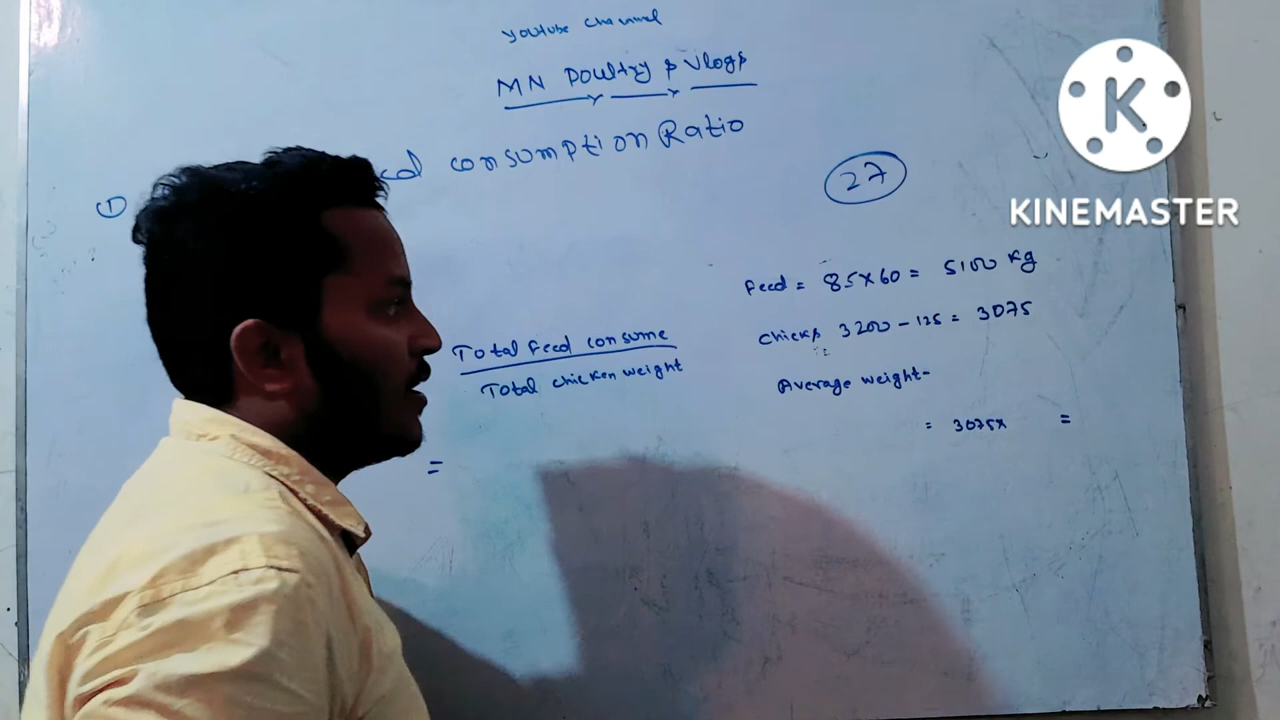 youtube channel
MN Poultry & Vlogs
① consumption Ratio
27
Feed = 85x60 = 5100 kg
Chicks 3200 - 125 = 3075
Total Feed consume
Total chicken weight
Average weight-
= 3075x =
=
KINEMASTER